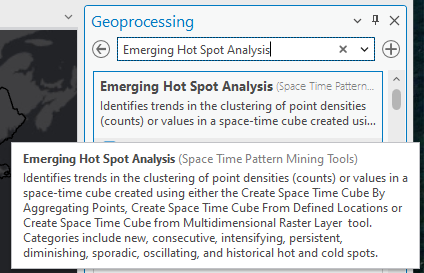 Geoprocessing
Emerging Hot Spot Analysis
Emerging Hot Spot Analysis (Space Time Pattern...
Identifies trends in the clustering of point densities
(counts) or values in a space-time cube created usi...
Emerging Hot Spot Analysis (Space Time Pattern Mining Tools)
Identifies trends in the clustering of point densities (counts) or values in a
space-time cube created using either the Create Space Time Cube By
Aggregating Points, Create Space Time Cube From Defined Locations or
Create Space Time Cube from Multidimensional Raster Layer  tool.
Categories include new, consecutive, intensifying, persistent,
diminishing, sporadic, oscillating, and historical hot and cold spots.